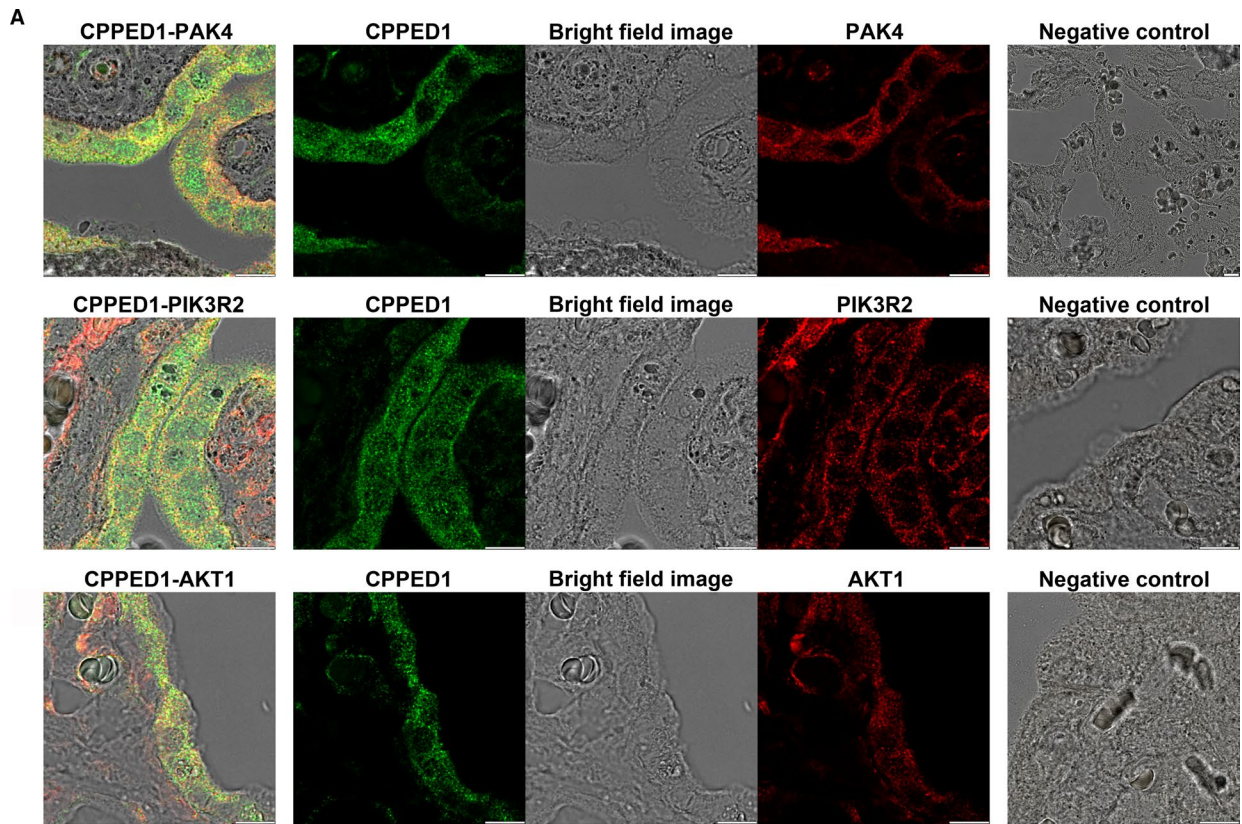 A
CPPED1-PAK4 CPPED1 Bright field image PAK4 Negative control
CPPED1-PIK3R2 CPPED1 Bright field image PIK3R2 Negative control
CPPED1-AKT1 CPPED1 Bright field image AKT1 Negative control